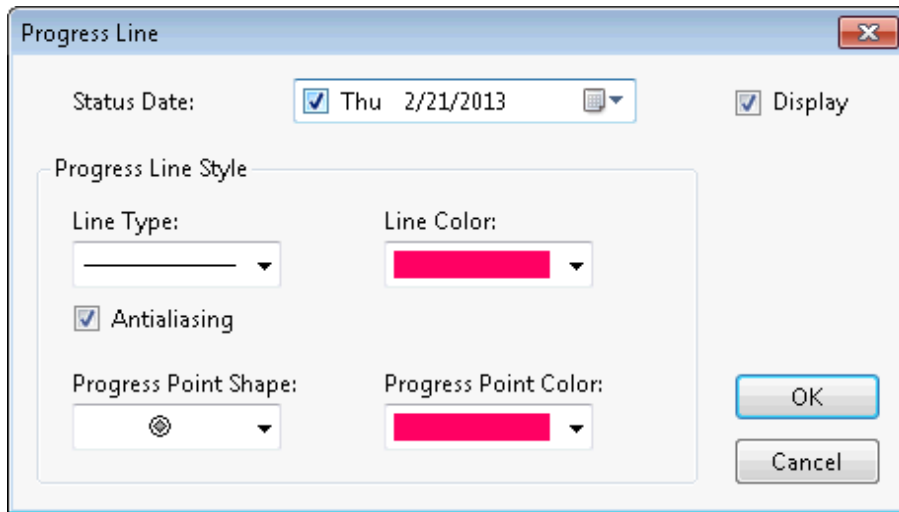 Progress Line
Status Date: Thu 2/21/2013 Display
Progress Line Style
Line Type: Line Color:
Antialiasing
Progress Point Shape: Progress Point Color:
OK
Cancel